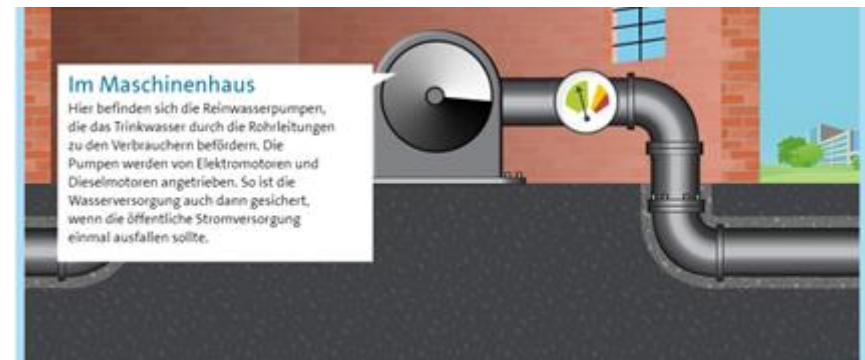 Im Maschinenhaus
Hier befinden sich die Reinwasserpumpen,
die das Trinkwasser durch die Rohrleitungen
zu den Verbrauchern befördern. Die
Pumpen werden von Elektromotoren und
Dieselmotoren angetrieben. So ist die
Wasserversorgung auch dann gesichert,
wenn die öffentliche Stromversorgung
einmal ausfallen sollte.